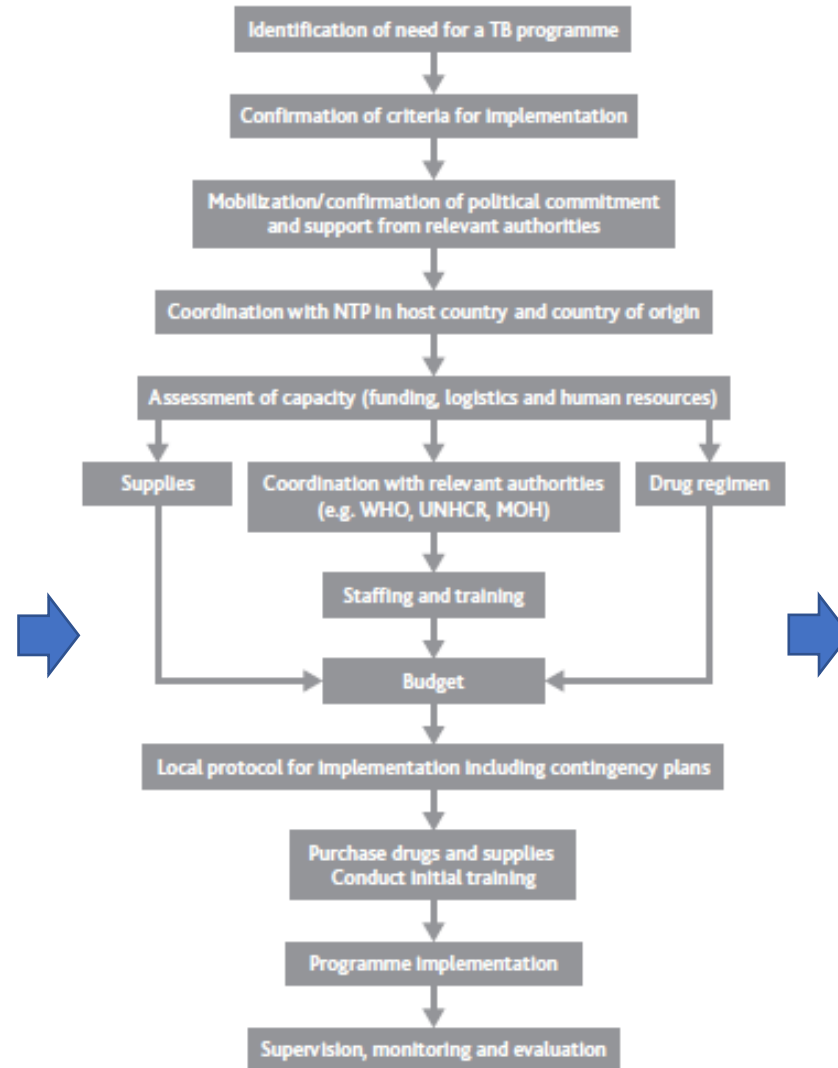 Identification of need for a TB programme
Confirmation of criteria for implementation
Mobilization/confirmation of political commitment
and support from relevant authorities
Coordination with NTP in host country and country of origin
Assessment of capacity (funding, logistics and human resources)
Supplies
Coordination with relevant authorities
(e.g. WHO, UNHCR, MOH)
Drug regimen
Staffing and training
Budget
Local protocol for implementation including contingency plans
Purchase drugs and supplies
Conduct initial training
Programme implementation
Supervision, monitoring and evaluation